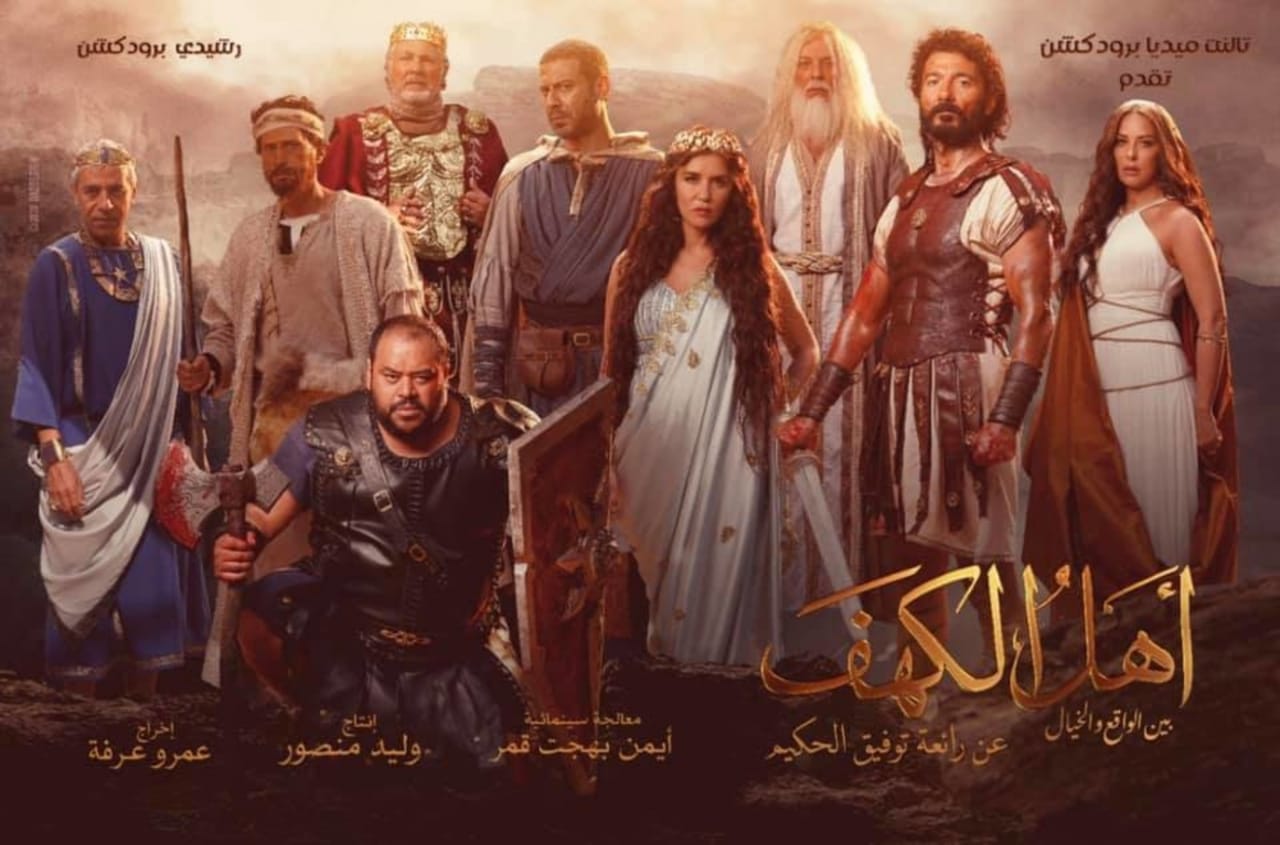 تالنت ميديا برودكشن
تقدم
رشيدي برودكشن
أهلُ الكهف
بين الواقع والخيال
عن رائعة توفيق الحكيم
معالجة سينمائية
أيمن بهجت قمر
إنتاج
وليد منصور
إخراج
عمرو عرفة